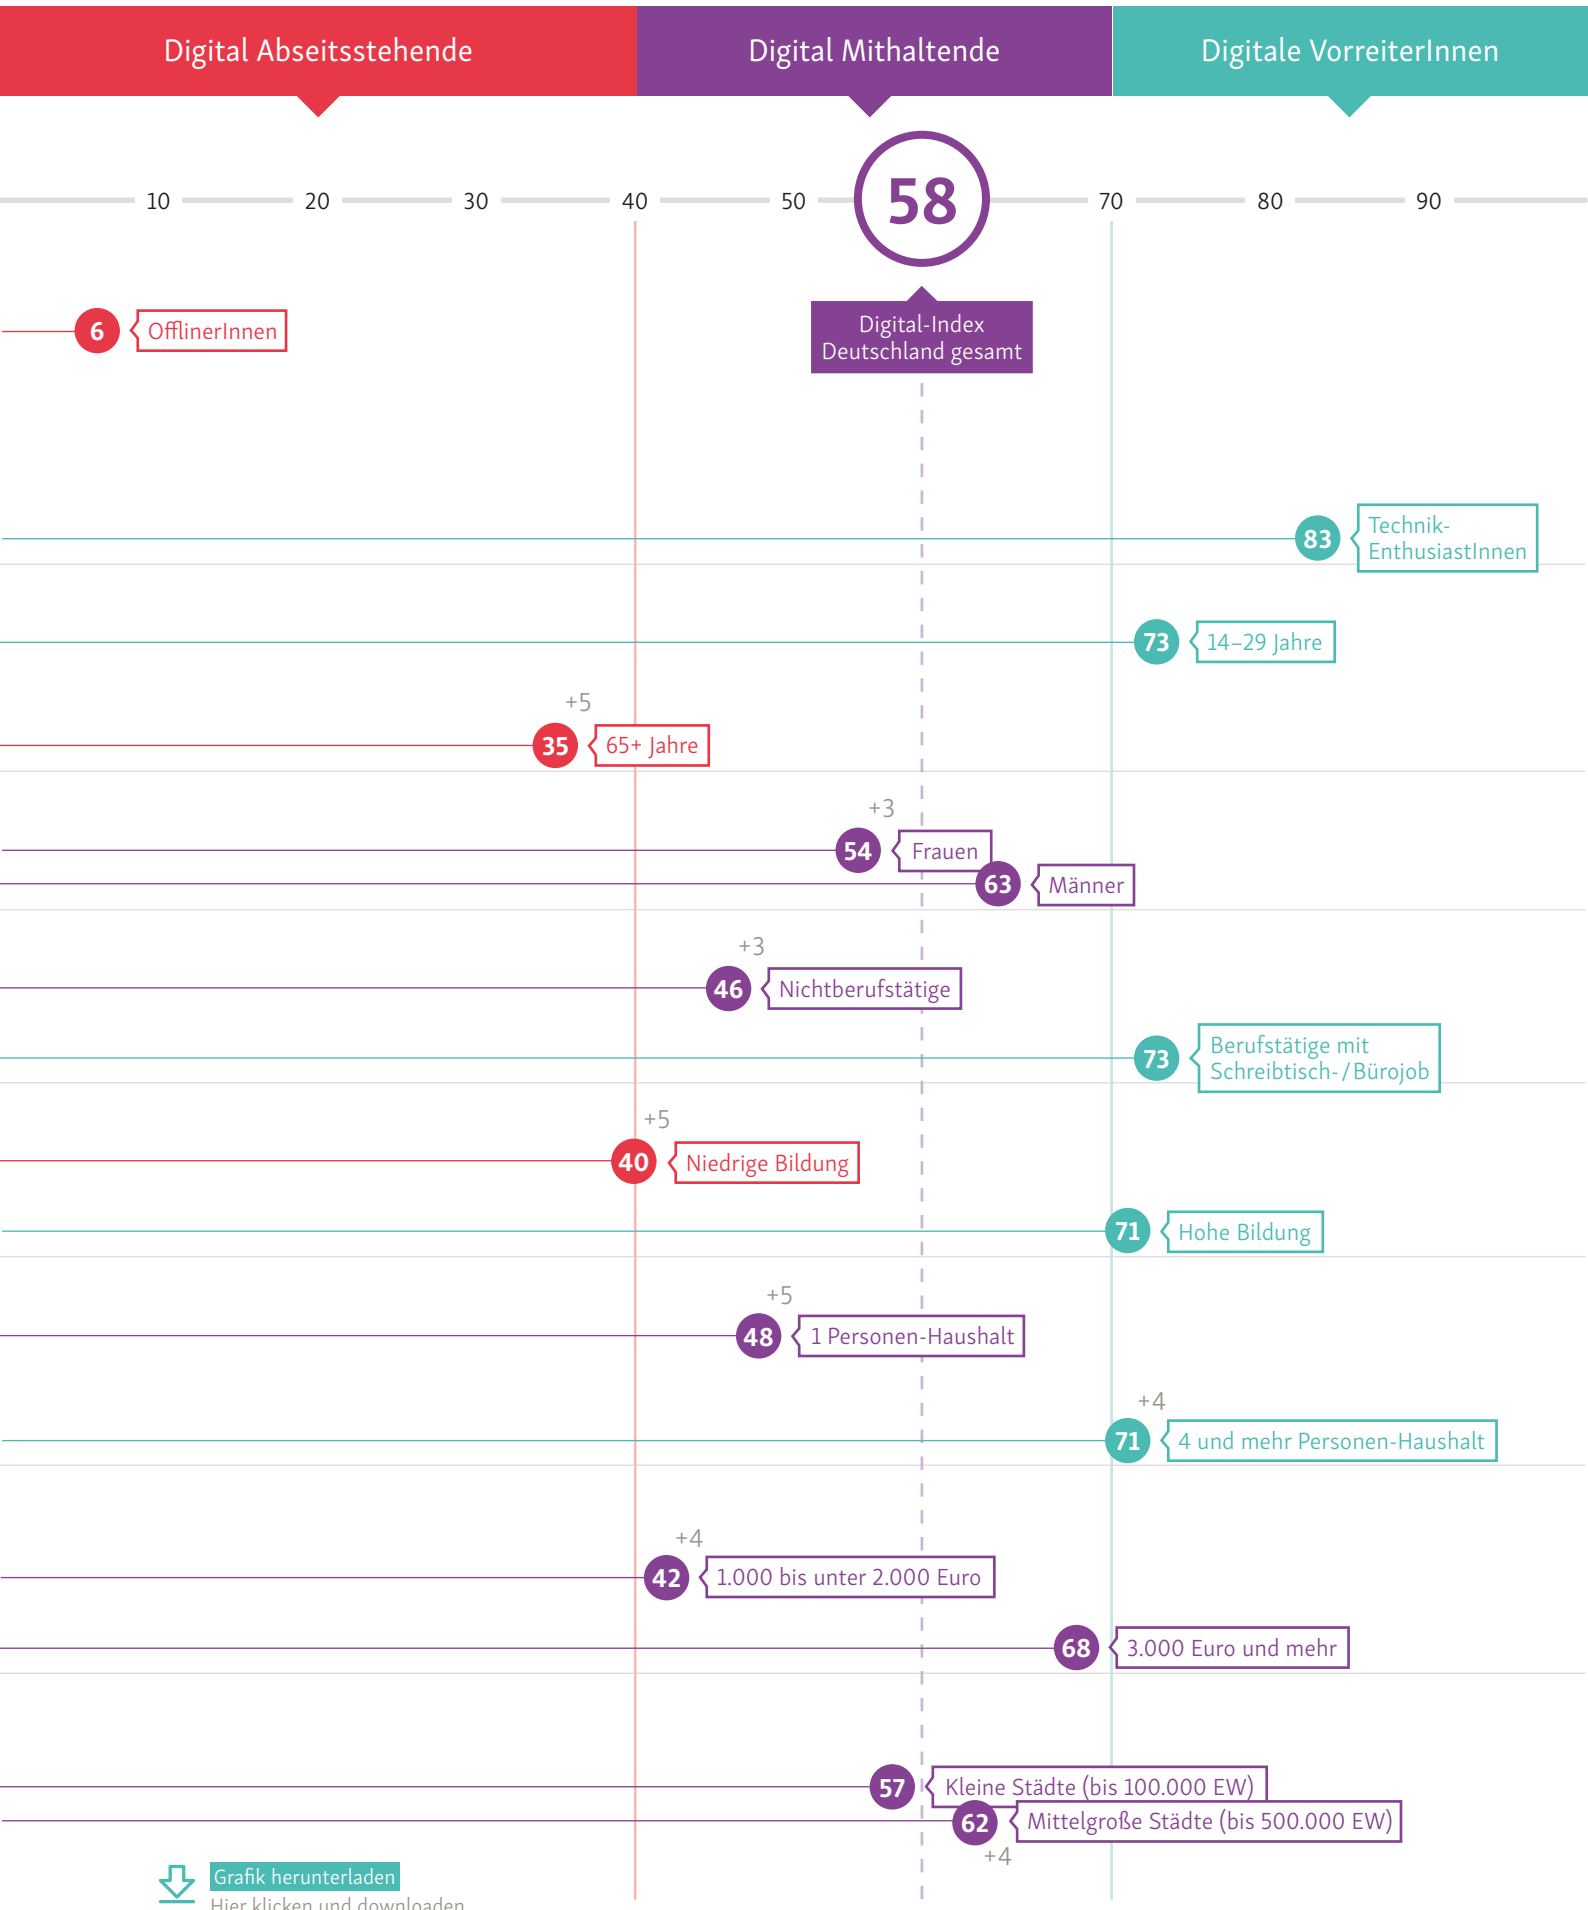 Digital Abseitsstehende
Digital Mithaltende
Digitale VorreiterInnen
10 20 30 40 50 58 70 80 90
6 OfflinerInnen
Digital-Index
Deutschland gesamt
83 Technik-
EnthusiastInnen
73 14–29 Jahre
+5
35 65+ Jahre
+3
54 Frauen
63 Männer
+3
46 Nichtberufstätige
73 Berufstätige mit
Schreibtisch-/Bürojob
+5
40 Niedrige Bildung
71 Hohe Bildung
+5
48 1 Personen-Haushalt
+4
71 4 und mehr Personen-Haushalt
+4
42 1.000 bis unter 2.000 Euro
68 3.000 Euro und mehr
57 Kleine Städte (bis 100.000 EW)
62 Mittelgroße Städte (bis 500.000 EW)
+4
Grafik herunterladen
Hier klicken und downloaden